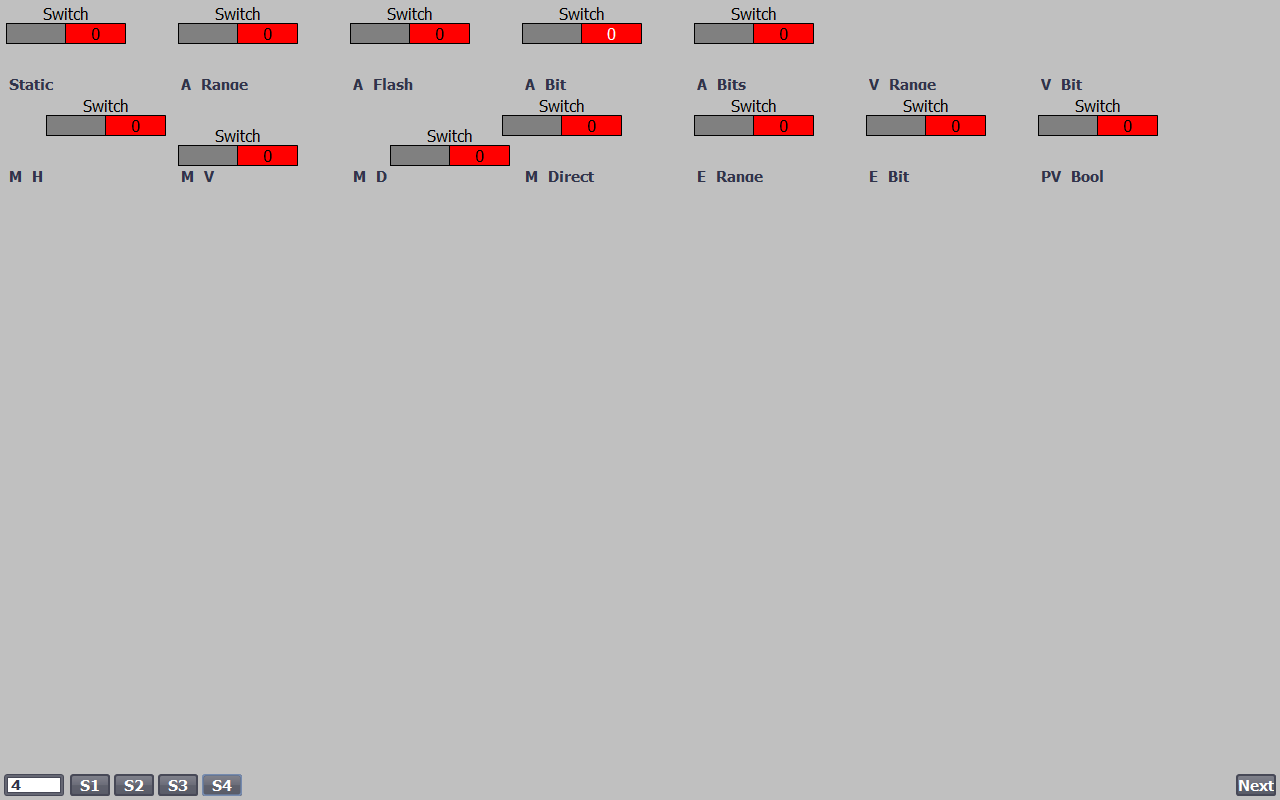 Switch Switch Switch Switch Switch
0 0 0 0 0
Static A Range A Flash A Bit A Bits V Range V Bit
Switch Switch Switch Switch Switch
0 0 0 0 0
Switch Switch
0 0
M H M V M D M Direct E Range E Bit PV Bool
4 S1 S2 S3 S4 Next